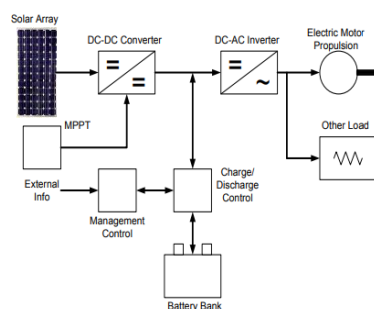 Solar Array
DC-DC Converter
DC-AC Inverter
Electric Motor
Propulsion
MPPT
Other Load
External
Info
Management
Control
Charge/
Discharge
Control
Battery Bank